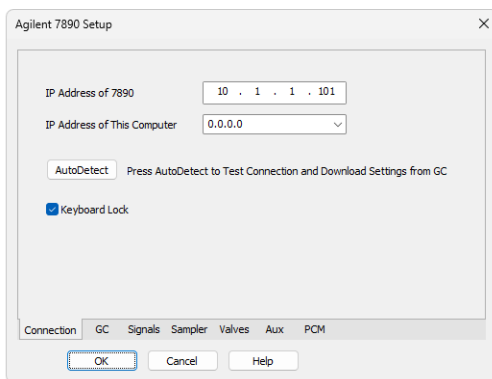 Agilent 7890 Setup
IP Address of 7890 10 . 1 . 1 . 101
IP Address of This Computer 0.0.0.0
AutoDetect Press AutoDetect to Test Connection and Download Settings from GC
Keyboard Lock
Connection GC Signals Sampler Valves Aux PCM
OK Cancel Help